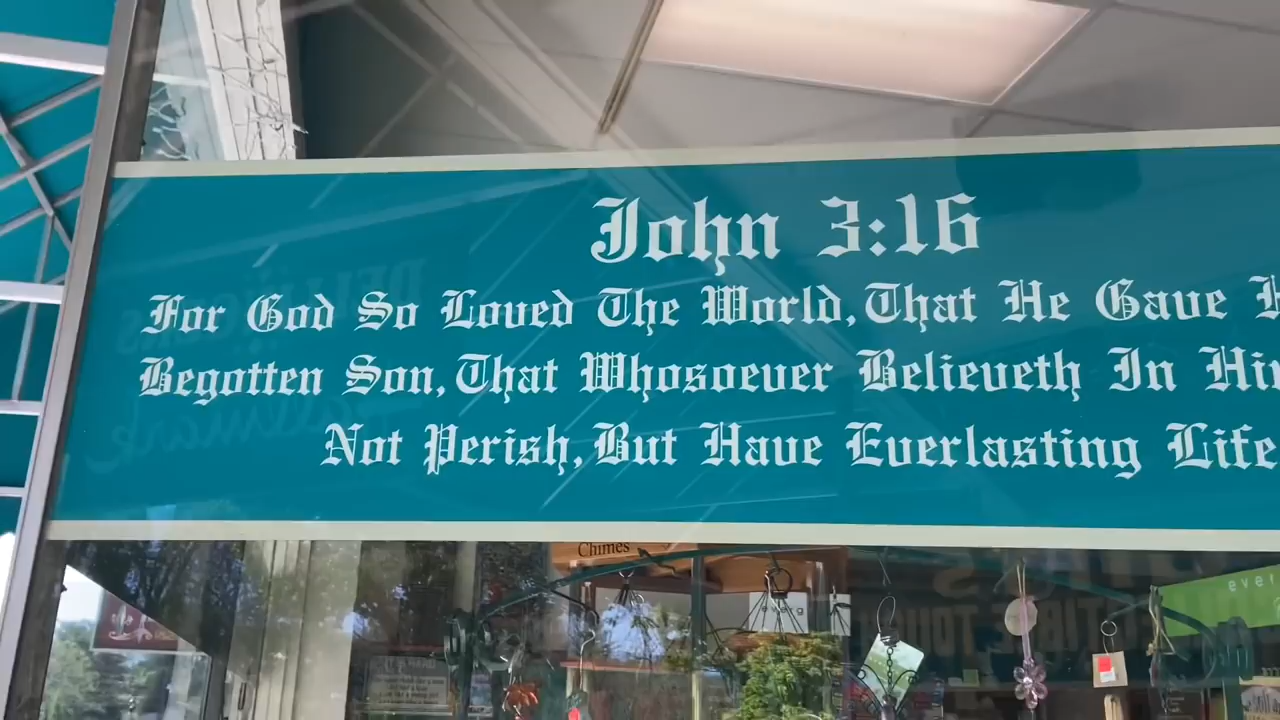 John 3:16
For God So Loved The World, That He Gave
Begotten Son, That Whosoever Believeth In
Not Perish, But Have Everlasting Life
Chimes